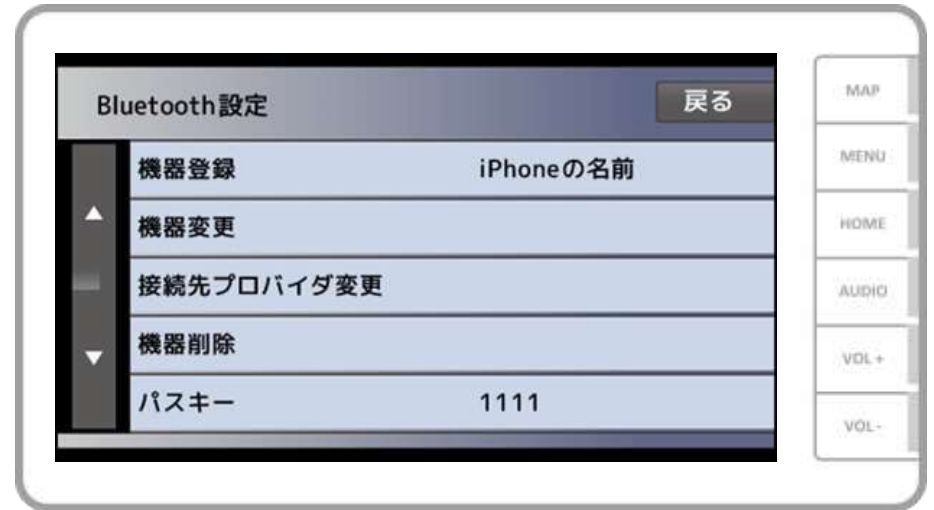 Bluetooth設定 戻る
機器登録 iPhoneの名前
機器変更
接続先プロバイダ変更
機器削除
パスキー 1111
MAP
MENU
HOME
AUDIO
VOL+
VOL-